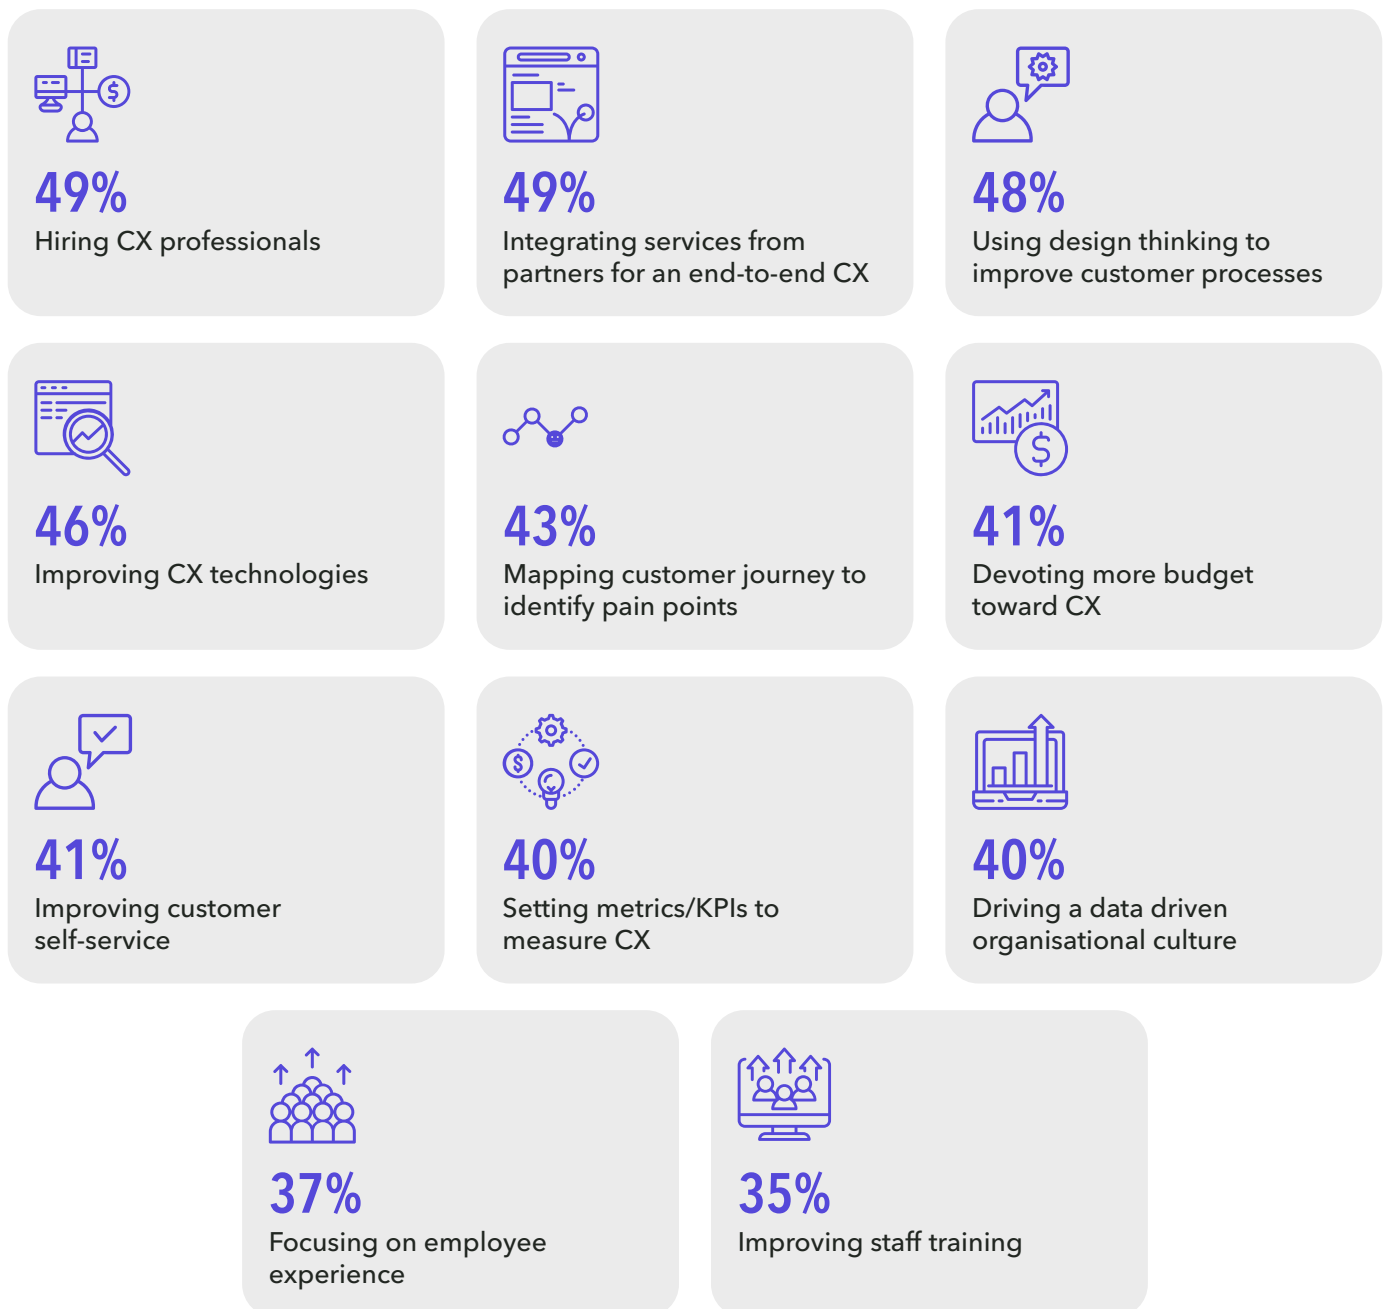 49%
Hiring CX professionals
49%
Integrating services from
partners for an end-to-end CX
48%
Using design thinking to
improve customer processes
46%
Improving CX technologies
43%
Mapping customer journey to
identify pain points
41%
Devoting more budget
toward CX
41%
Improving customer
self-service
40%
Setting metrics/KPIs to
measure CX
40%
Driving a data driven
organisational culture
37%
Focusing on employee
experience
35%
Improving staff training